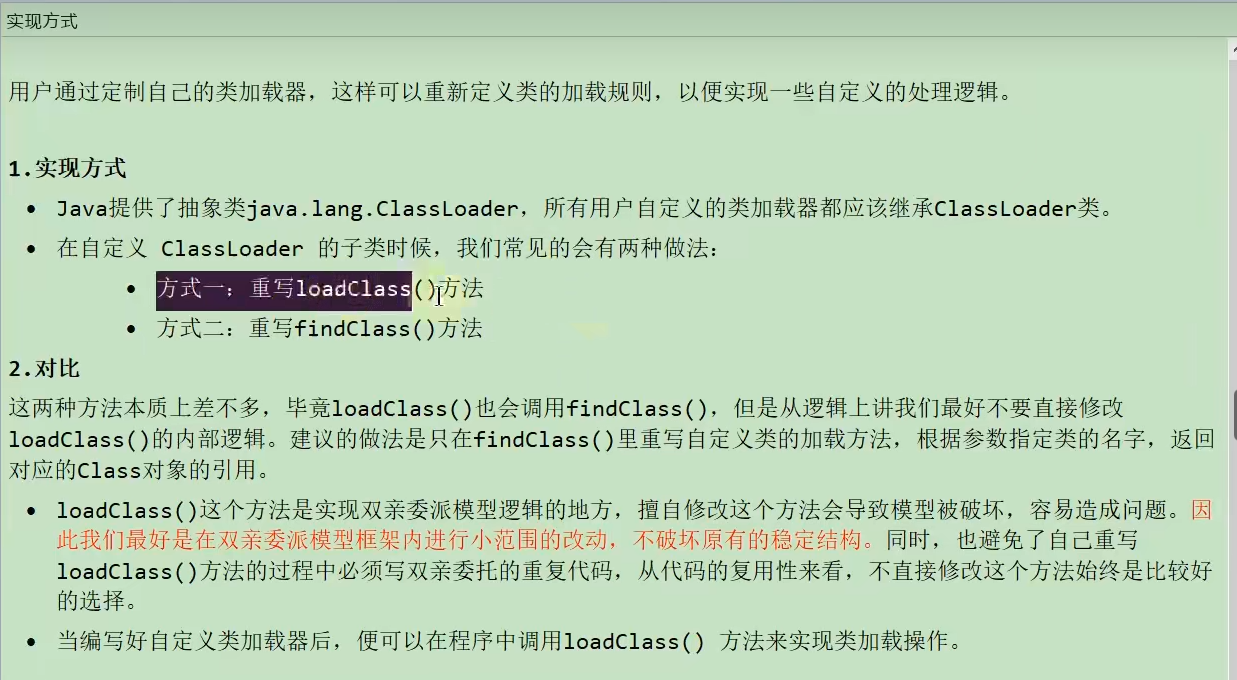 实现方式
用户通过定制自己的类加载器，这样可以重新定义类的加载规则，以便实现一些自定义的处理逻辑。
1.实现方式
• Java提供了抽象类java.lang.ClassLoader，所有用户自定义的类加载器都应该继承ClassLoader类。
• 在自定义 ClassLoader 的子类时候，我们常见的会有两种做法：
• 方式一：重写loadClass()方法
• 方式二：重写findClass()方法
2.对比
这两种方法本质上差不多，毕竟loadClass()也会调用findClass()，但是从逻辑上讲我们最好不要直接修改
loadClass()的内部逻辑。建议的做法是只在findClass()里重写自定义类的加载方法，根据参数指定类的名字，返回
对应的Class对象的引用。
• loadClass()这个方法是实现双亲委派模型逻辑的地方，擅自修改这个方法会导致模型被破坏，容易造成问题。因
此我们最好是在双亲委派模型框架内进行小范围的改动，不破坏原有的稳定结构。同时，也避免了自己重写
loadClass()方法的过程中必须写双亲委托的重复代码，从代码的复用性来看，不直接修改这个方法始终是比较好
的选择。
• 当编写好自定义类加载器后，便可以在程序中调用loadClass() 方法来实现类加载操作。